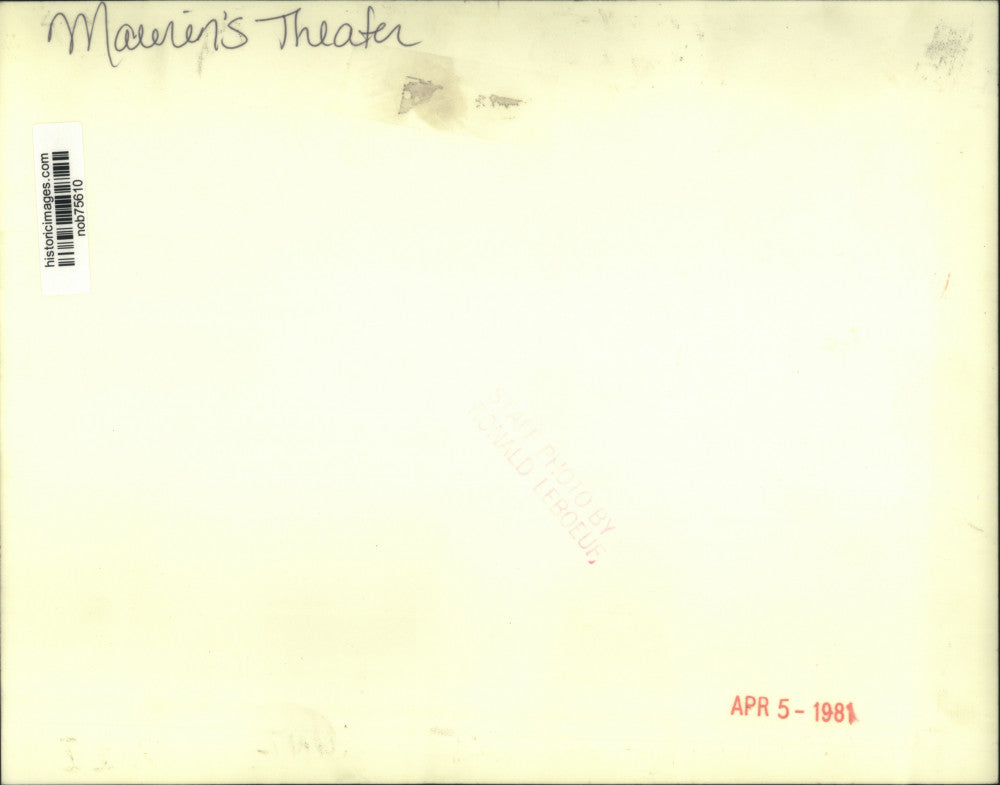 Maurin's Theater
historicimages.com
nob75610
STAFF PHOTO BY
RONALD LEBOEUF
APR 5 - 1981